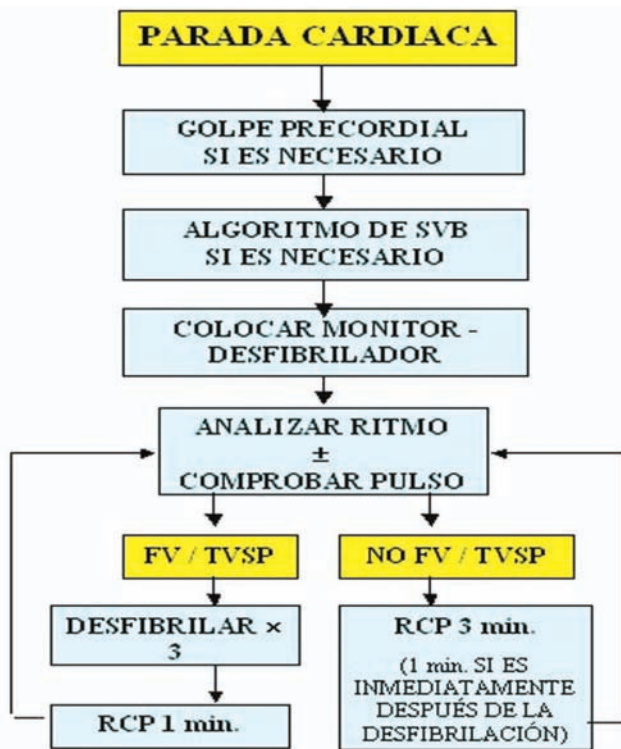 PARADA CARDIACA
GOLPE PRECORDIAL
SI ES NECESARIO
ALGORITMO DE SVB
SI ES NECESARIO
COLOCAR MONITOR -
DESFIBRILADOR
ANALIZAR RITMO
±
COMPROBAR PULSO
FV / TVSP
NO FV / TVSP
DESFIBRILAR ×
3
RCP 1 min.
RCP 3 min.
(1 min. SI ES
INMEDIATAMENTE
DESPUÉS DE LA
DESFIBRILACIÓN)